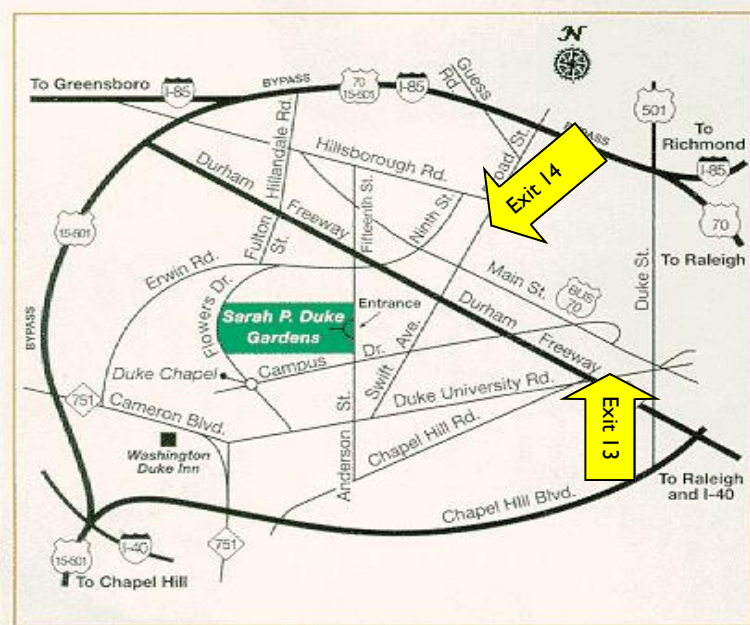 N
To Greensboro
I-85
BYPASS
70
15-501
I-85
Guess
Rd.
BYPASS
501
To
Richmond
I-85
70
To Raleigh
Hillandale Rd.
Hillsborough Rd.
Exit 14
Durham
Freeway
Fulton
St.
Fifteenth St.
Ninth St.
15-501
BYPASS
Erwin Rd.
Flowers Dr.
Main St.
BUS
70
Duke St.
Sarah P. Duke
Gardens
Entrance
Durham
Freeway
Duke Chapel
Campus
Dr.
Swift
Ave.
751
Cameron Blvd.
Duke University Rd.
Washington
Duke Inn
Anderson
St.
Chapel Hill Rd.
Exit 13
To Raleigh
and I-40
Chapel Hill Blvd.
751
I-40
15-501
To Chapel Hill